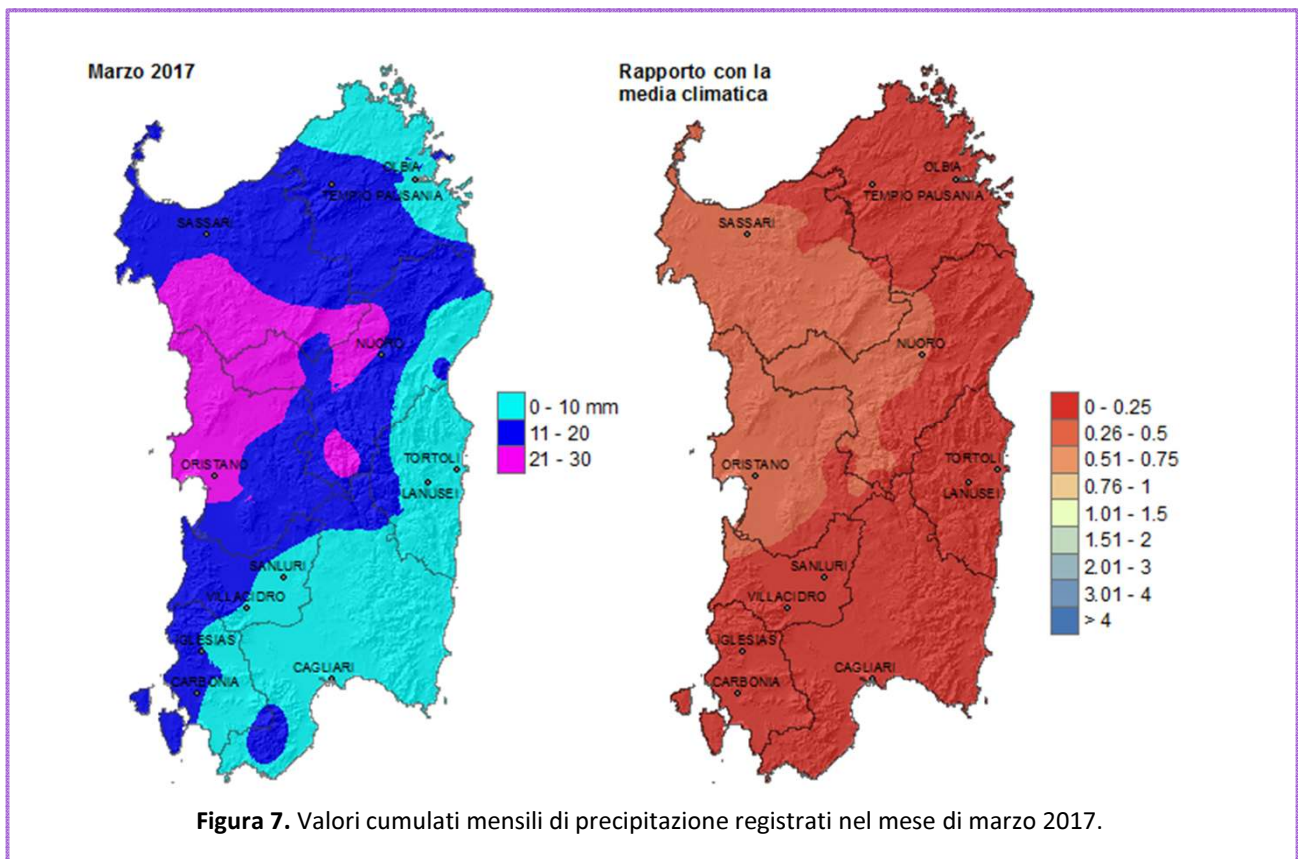 Marzo 2017
OLBIA
TEMPIO PAUSANIA
SASSARI
NUORO
ORISTANO
TORTOLI
LANUSEI
SANLURI
VILLACIDRO
IGLESIAS
CARBONIA
CAGLIARI
0 - 10 mm
11 - 20
21 - 30
Rapporto con la
media climatica
OLBIA
TEMPIO PAUSANIA
SASSARI
NUORO
ORISTANO
TORTOLI
LANUSEI
SANLURI
VILLACIDRO
IGLESIAS
CARBONIA
CAGLIARI
0 - 0.25
0.26 - 0.5
0.51 - 0.75
0.76 - 1
1.01 - 1.5
1.51 - 2
2.01 - 3
3.01 - 4
> 4
Figura 7. Valori cumulati mensili di precipitazione registrati nel mese di marzo 2017.